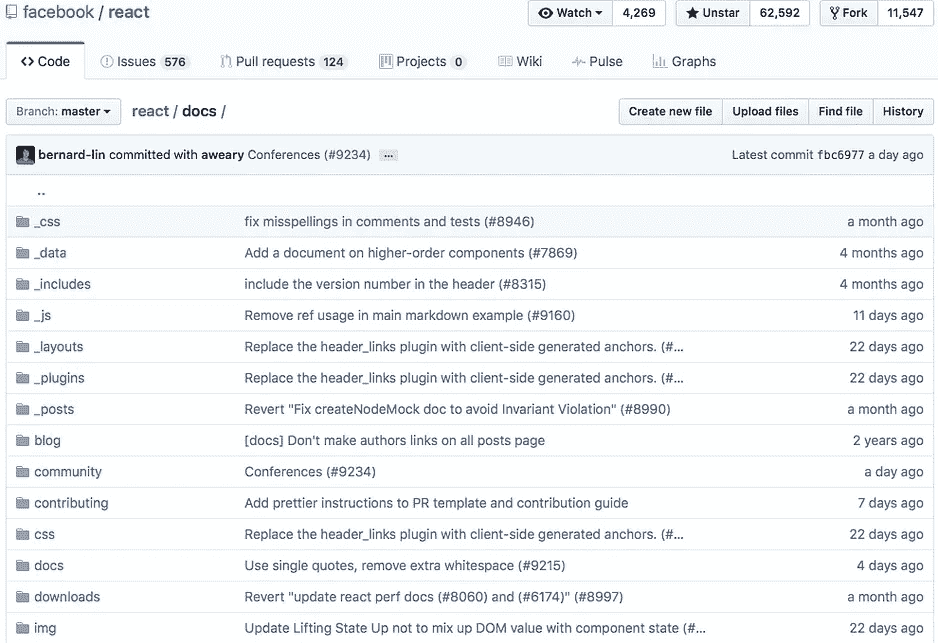 facebook / react Watch 4,269 Unstar 62,592 Fork 11,547
Code Issues 576 Pull requests 124 Projects 0 Wiki Pulse Graphs
Branch: master react / docs / Create new file Upload files Find file History
bernard-lin committed with aweary Conferences (#9234) ... Latest commit fbc6977 a day ago
..
_css fix misspellings in comments and tests (#8946) a month ago
_data Add a document on higher-order components (#7869) 4 months ago
_includes include the version number in the header (#8315) 4 months ago
_js Remove ref usage in main markdown example (#9160) 11 days ago
_layouts Replace the header_links plugin with client-side generated anchors. (#... 22 days ago
_plugins Replace the header_links plugin with client-side generated anchors. (#... 22 days ago
_posts Revert "Fix createNodeMock doc to avoid Invariant Violation" (#8990) a month ago
blog [docs] Don't make authors links on all posts page 2 years ago
community Conferences (#9234) a day ago
contributing Add prettier instructions to PR template and contribution guide 7 days ago
css Replace the header_links plugin with client-side generated anchors. (#... 22 days ago
docs Use single quotes, remove extra whitespace (#9215) 4 days ago
downloads Revert "update react perf docs (#8060) and (#6174)" (#8997) a month ago
img Update Lifting State Up not to mix up DOM value with component state (#... 22 days ago